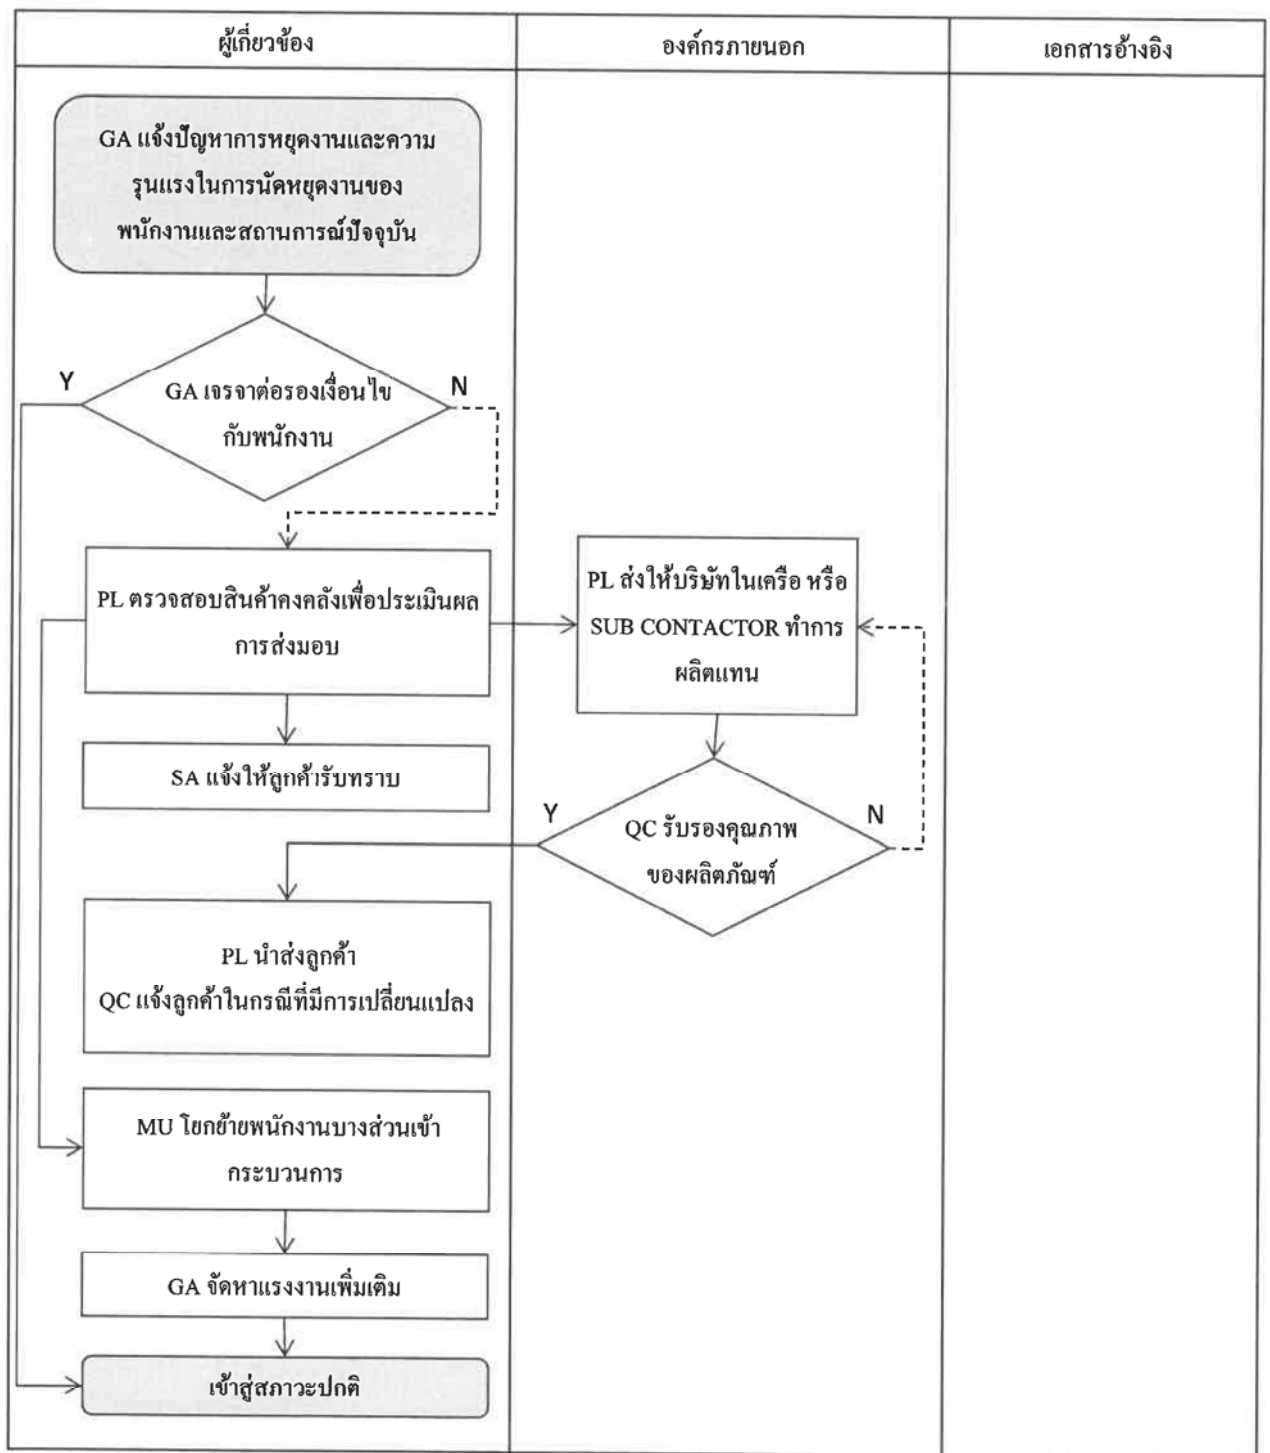 ผู้เกี่ยวข้อง
องค์กรภายนอก
เอกสารอ้างอิง
GA แจ้งปัญหาการหยุดงานและความ
รุนแรงในการนัดหยุดงานของ
พนักงานและสถานการณ์ปัจจุบัน
Y
GA เจรจาต่อรองเงื่อนไข
กับพนักงาน
N
PL ตรวจสอบสินค้าคงคลังเพื่อประเมินผล
การส่งมอบ
PL ส่งให้บริษัทในเครือ หรือ
SUB CONTACTOR ทำการ
ผลิตแทน
SA แจ้งให้ลูกค้ารับทราบ
Y
QC รับรองคุณภาพ
ของผลิตภัณฑ์
N
PL นำส่งลูกค้า
QC แจ้งลูกค้าในกรณีที่มีการเปลี่ยนแปลง
MU โยกย้ายพนักงานบางส่วนเข้า
กระบวนการ
GA จัดหาแรงงานเพิ่มเติม
เข้าสู่สภาวะปกติ